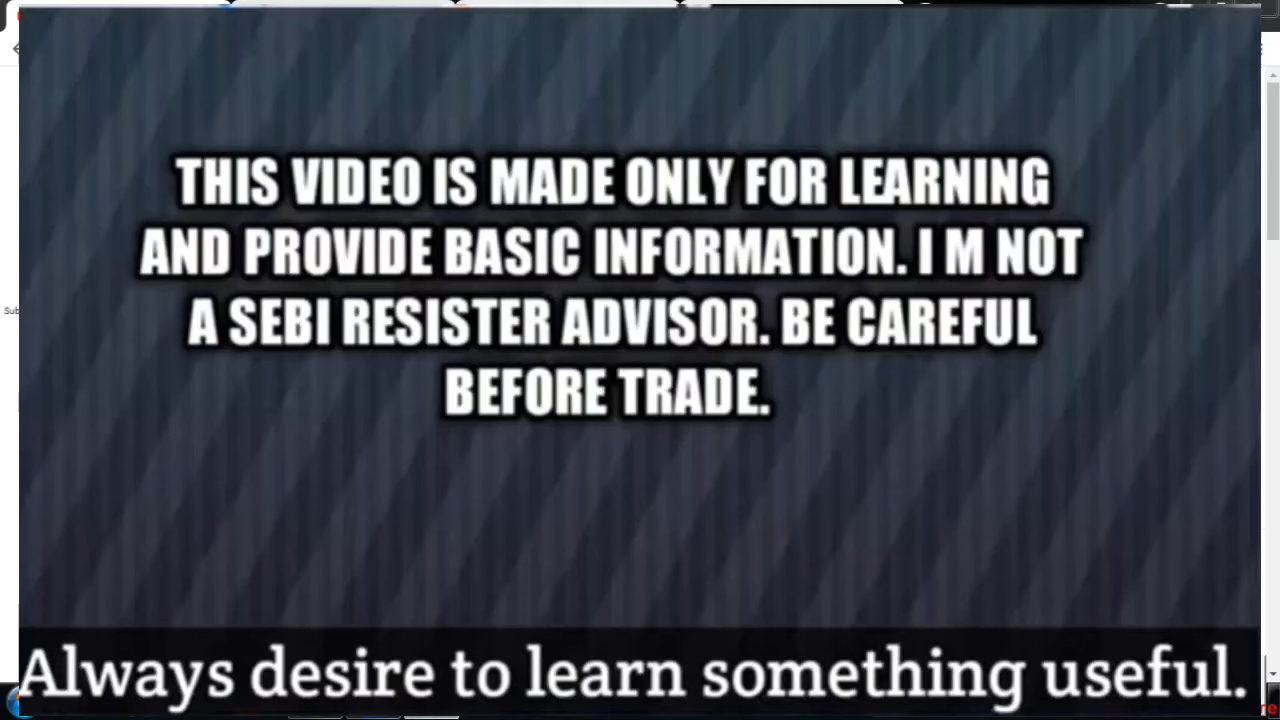 THIS VIDEO IS MADE ONLY FOR LEARNING
AND PROVIDE BASIC INFORMATION. I M NOT
A SEBI RESISTER ADVISOR. BE CAREFUL
BEFORE TRADE.
Always desire to learn something useful.